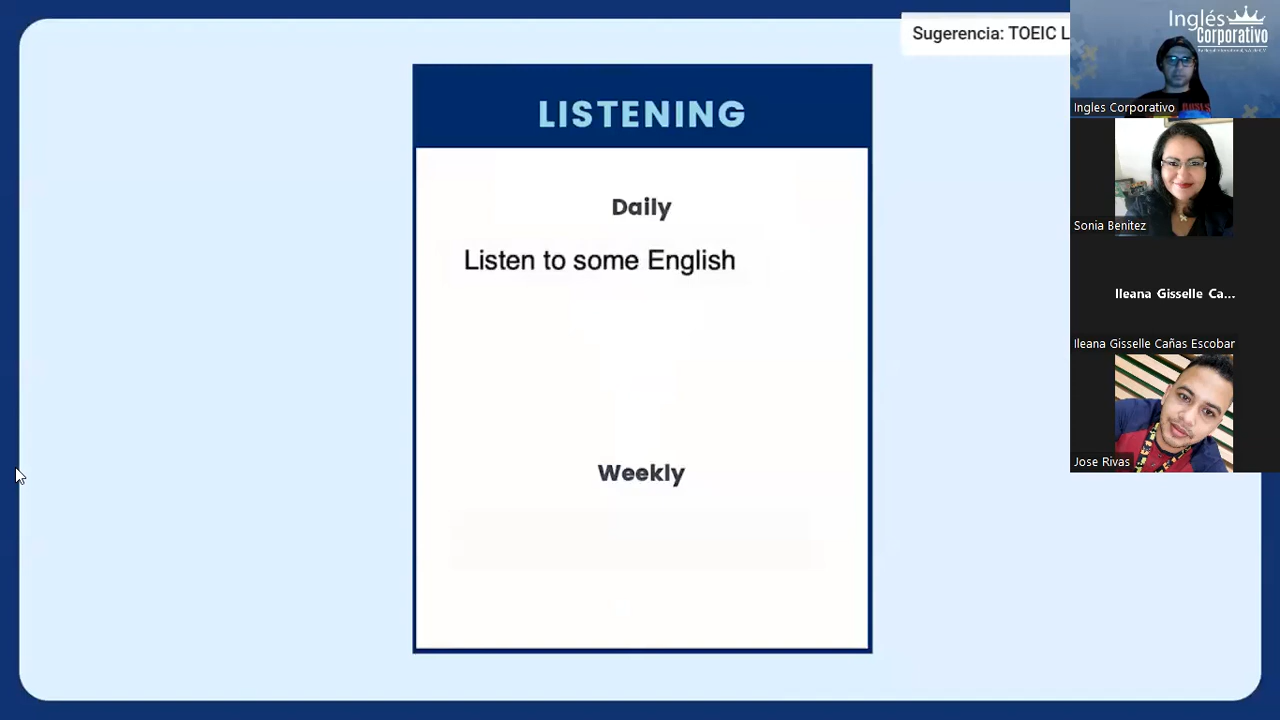 Sugerencia: TOEIC L
LISTENING
Daily
Listen to some English
Weekly
Inglés
Corporativo
Ingles Corporativo
Sonia Benitez
Ileana Gisselle Ca...
Ileana Gisselle Cañas Escobar
Jose Rivas